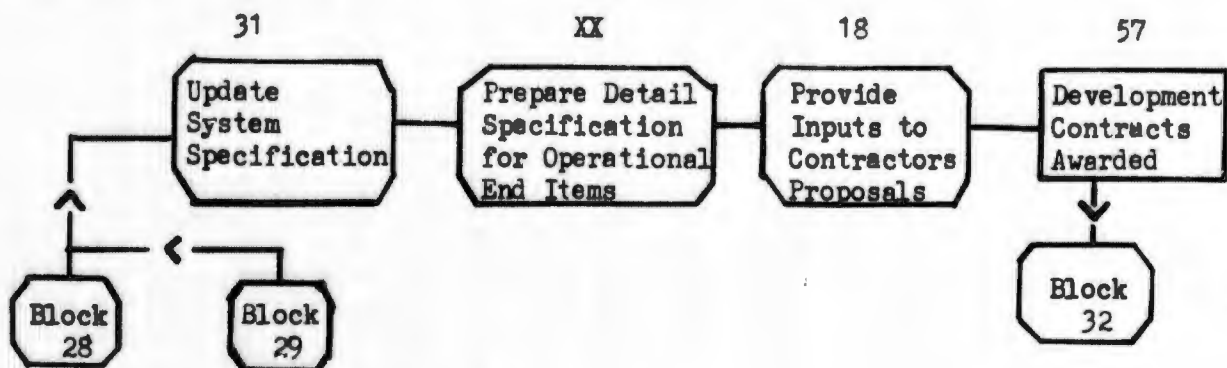 31
XX
18
57
Update
System
Specification
Prepare Detail
Specification
for Operational
End Items
Provide
Inputs to
Contractors
Proposals
Development
Contracts
Awarded
Block
28
Block
29
Block
32